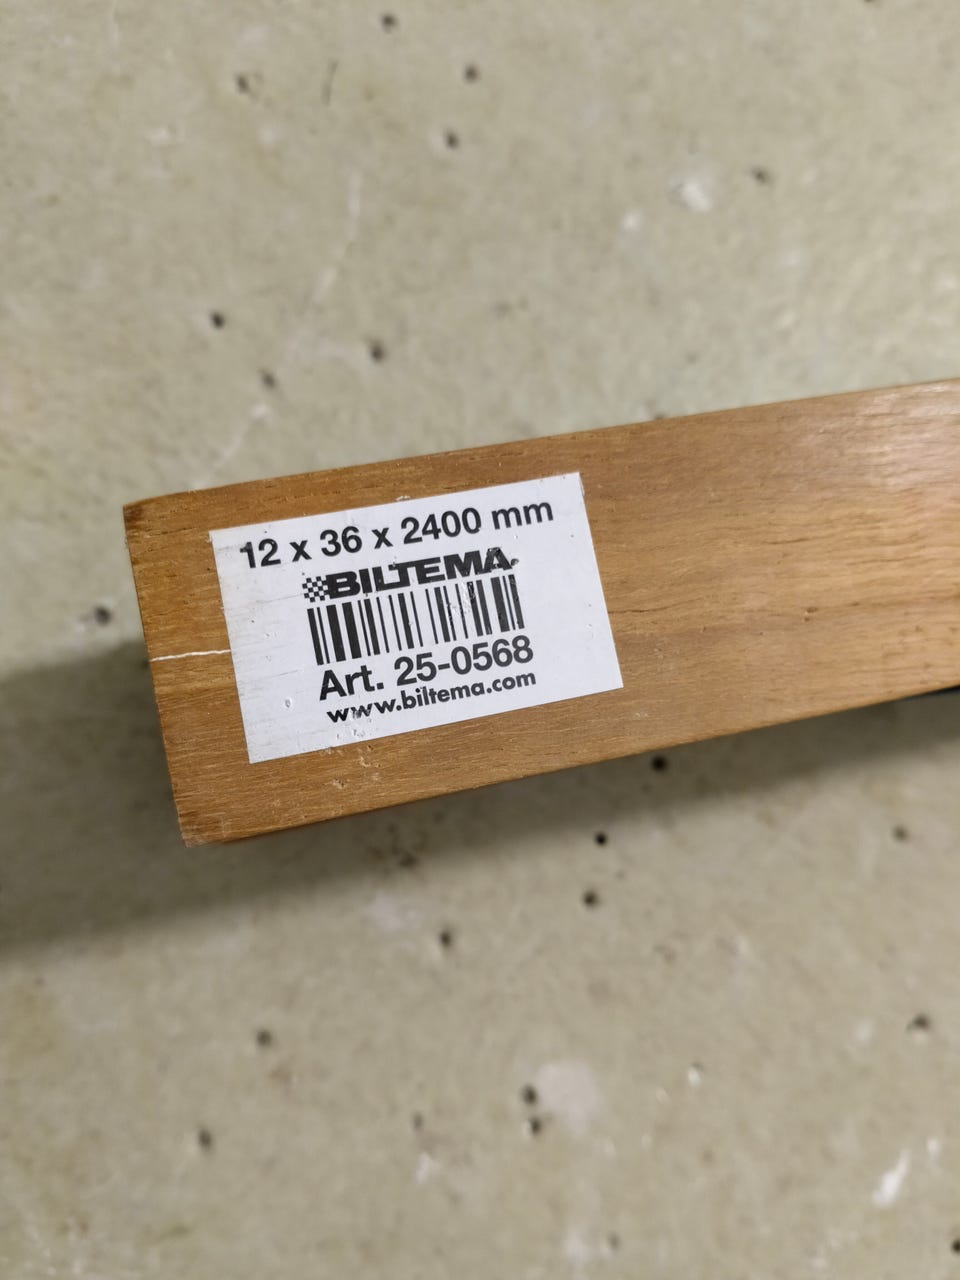 12 x 36 x 2400 mm
BILTEMA
Art. 25-0568
www.biltema.com